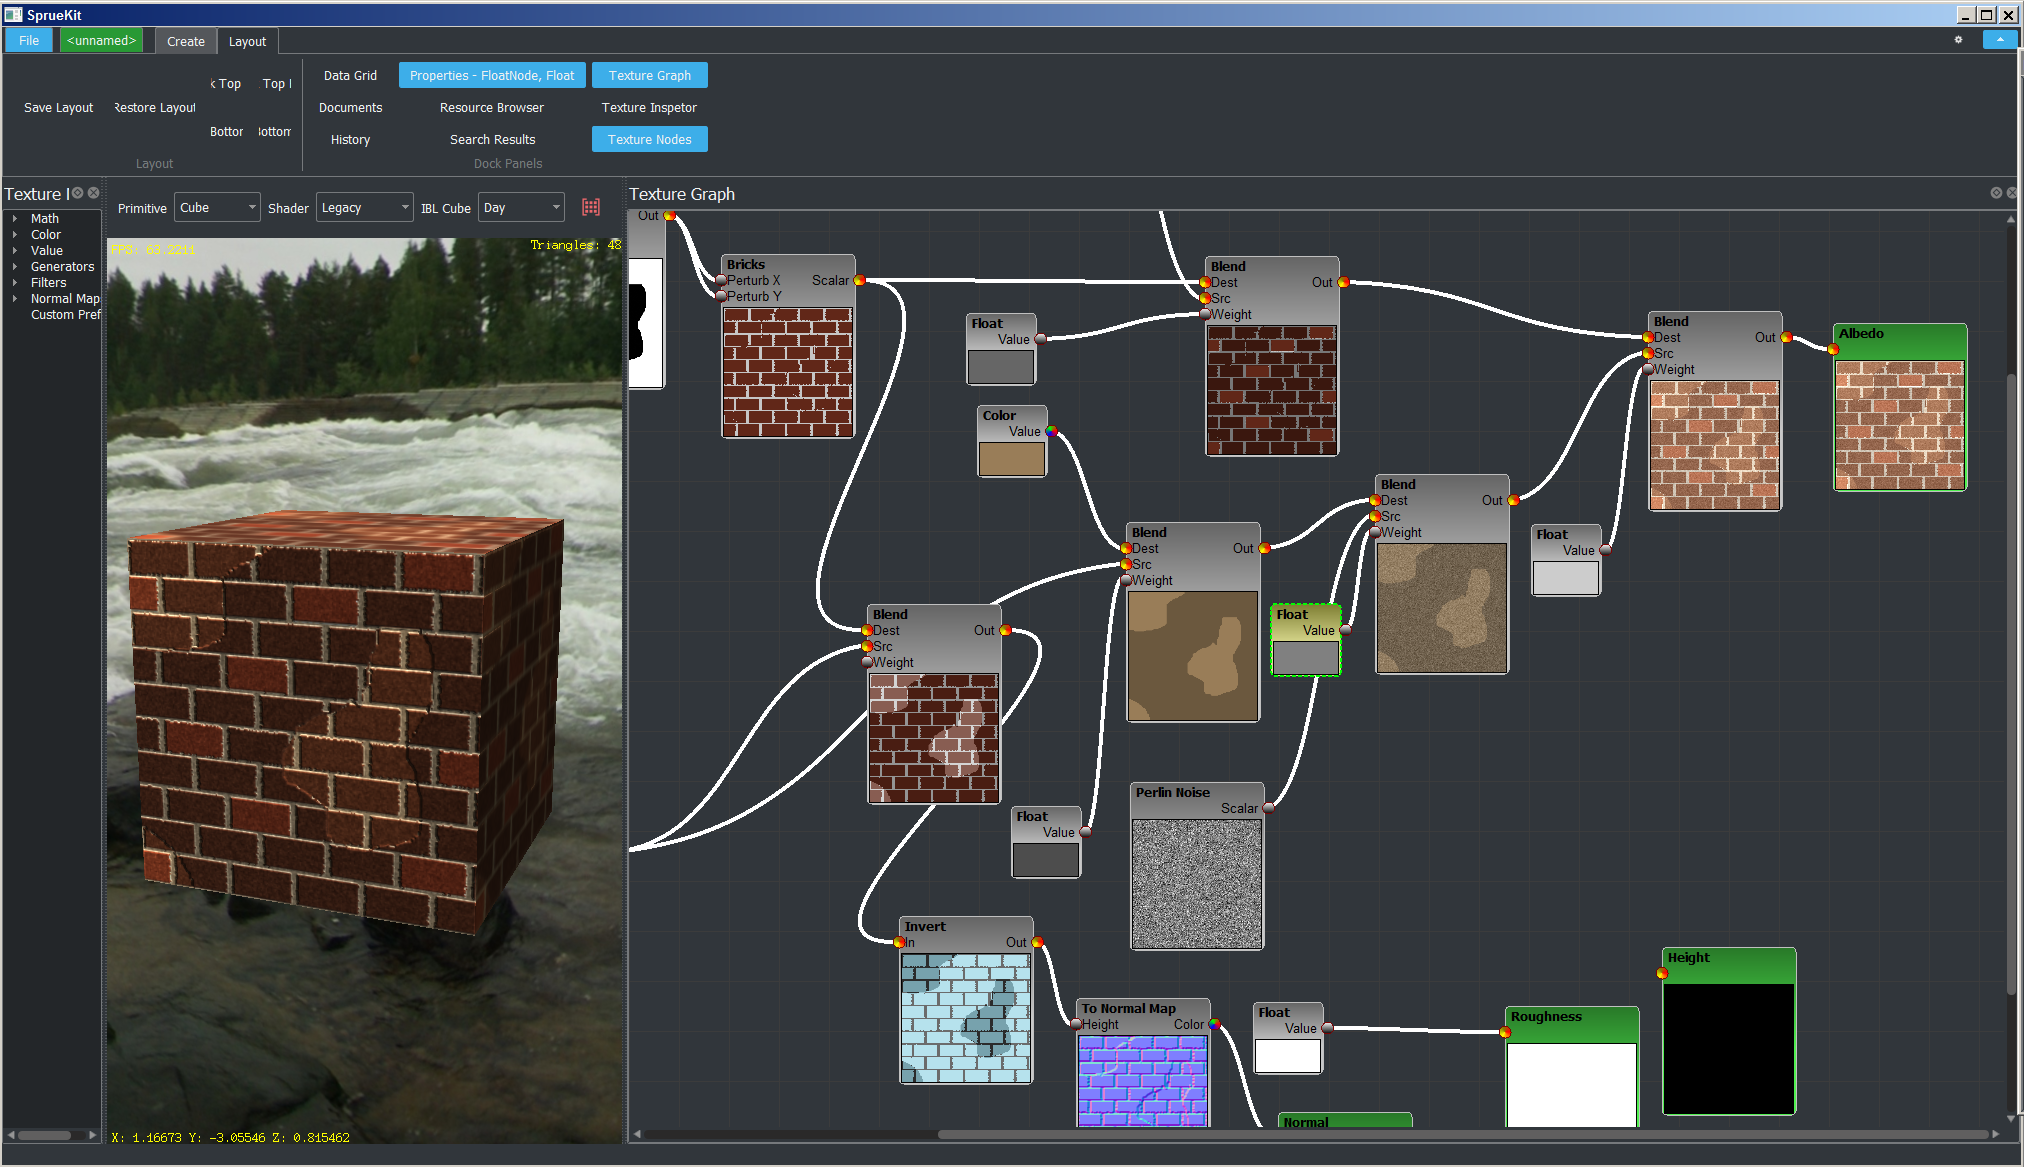 SprueKit
File <unnamed> Create Layout
Save Layout Restore Layout k Top Top I
Bottor Bottom
Layout
Data Grid Properties - FloatNode, Float Texture Graph
Documents Resource Browser Texture Inspetor
History Search Results Texture Nodes
Dock Panels
Texture I
Math
Color
Value
Generators
Filters
Normal Map
Custom Pref
Primitive Cube Shader Legacy IBL Cube Day
FPS: 63.2211
Triangles: 48
X: 1.16673 Y: -3.05546 Z: 0.815462
Texture Graph
Out
Bricks
Perturb X Scalar
Perturb Y
Float
Value
Color
Value
Blend
Dest Out
Src
Weight
Blend
Dest Out
Src
Weight
Albedo
Blend
Dest Out
Src
Weight
Float
Value
Blend
Dest Out
Src
Weight
Float
Value
Blend
Dest Out
Src
Weight
Float
Value
Perlin Noise
Scalar
Invert
In Out
To Normal Map
Height Color
Float
Value
Normal
Roughness
Height